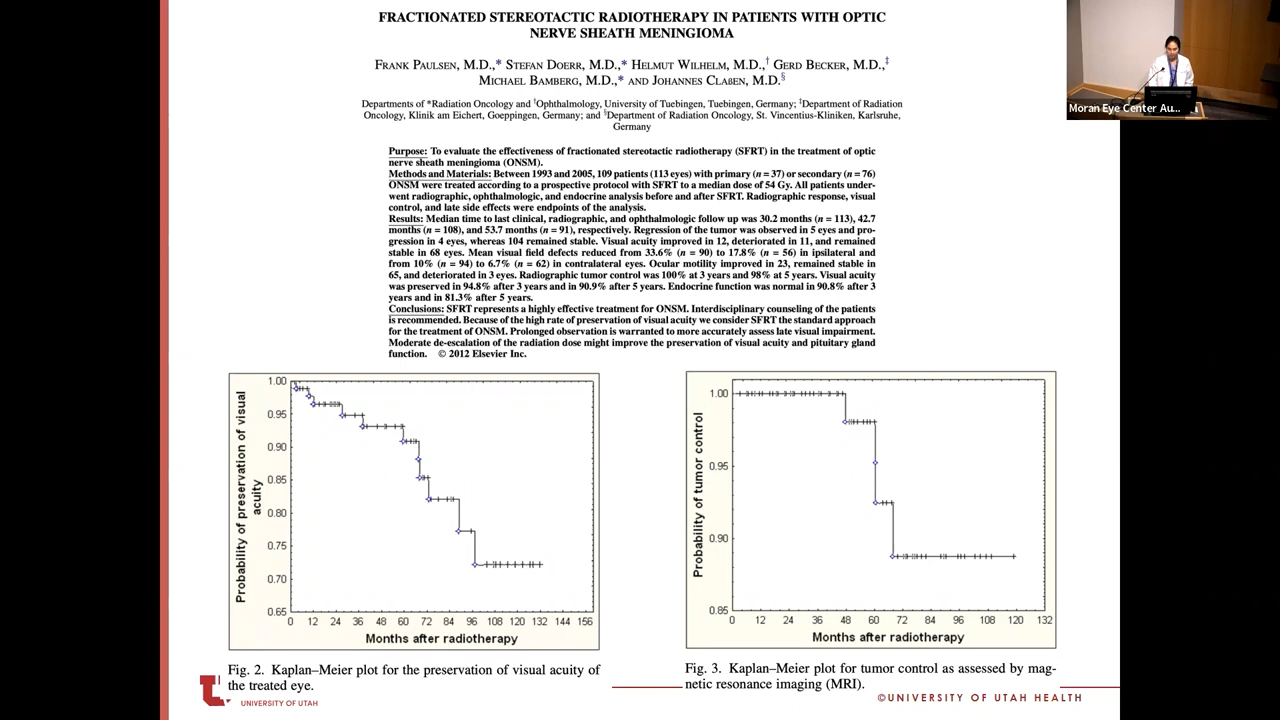 FRACTIONATED STEREOTACTIC RADIOTHERAPY IN PATIENTS WITH OPTIC
NERVE SHEATH MENINGIOMA
FRANK PAULSEN, M.D.,* STEFAN DOERR, M.D.,* HELMUT WILHELM, M.D.,† GERD BECKER, M.D.,‡
MICHAEL BAMBERG, M.D.,* AND JOHANNES CLAßEN, M.D.§
Departments of *Radiation Oncology and †Ophthalmology, University of Tuebingen, Tuebingen, Germany; ‡Department of Radiation
Oncology, Klinik am Eichert, Goeppingen, Germany; and §Department of Radiation Oncology, St. Vincentius-Kliniken, Karlsruhe,
Germany
Purpose: To evaluate the effectiveness of fractionated stereotactic radiotherapy (SFRT) in the treatment of optic
nerve sheath meningioma (ONSM).
Methods and Materials: Between 1993 and 2005, 109 patients (113 eyes) with primary (n = 37) or secondary (n = 76)
ONSM were treated according to a prospective protocol with SFRT to a median dose of 54 Gy. All patients under-
went radiographic, ophthalmologic, and endocrine analysis before and after SFRT. Radiographic response, visual
control, and late side effects were endpoints of the analysis.
Results: Median time to last clinical, radiographic, and ophthalmologic follow up was 30.2 months (n = 113), 42.7
months (n = 108), and 53.7 months (n = 91), respectively. Regression of the tumor was observed in 5 eyes and pro-
gression in 4 eyes, whereas 104 remained stable. Visual acuity improved in 12, deteriorated in 11, and remained
stable in 68 eyes. Mean visual field defects reduced from 33.6% (n = 90) to 17.8% (n = 56) in ipsilateral and
from 10% (n = 94) to 6.7% (n = 62) in contralateral eyes. Ocular motility improved in 23, remained stable in
65, and deteriorated in 3 eyes. Radiographic tumor control was 100% at 3 years and 98% at 5 years. Visual acuity
was preserved in 94.8% after 3 years and in 90.9% after 5 years. Endocrine function was normal in 90.8% after 3
years and in 81.3% after 5 years.
Conclusions: SFRT represents a highly effective treatment for ONSM. Interdisciplinary counseling of the patients
is recommended. Because of the high rate of preservation of visual acuity we consider SFRT the standard approach
for the treatment of ONSM. Prolonged observation is warranted to more accurately assess late visual impairment.
Moderate de-escalation of the radiation dose might improve the preservation of visual acuity and pituitary gland
function. © 2012 Elsevier Inc.
Moran Eye Center Au...
Probability of preservation of visual
acuity
1.00
0.95
0.90
0.85
0.80
0.75
0.70
0.65
0 12 24 36 48 60 72 84 96 108 120 132 144 156
Months after radiotherapy
Fig. 2. Kaplan–Meier plot for the preservation of visual acuity of
the treated eye.
Probability of tumor control
1.00
0.95
0.90
0.85
0 12 24 36 48 60 72 84 96 108 120 132
Months after radiotherapy
Fig. 3. Kaplan–Meier plot for tumor control as assessed by mag-
netic resonance imaging (MRI).
UNIVERSITY OF UTAH
©UNIVERSITY OF UTAH HEALTH